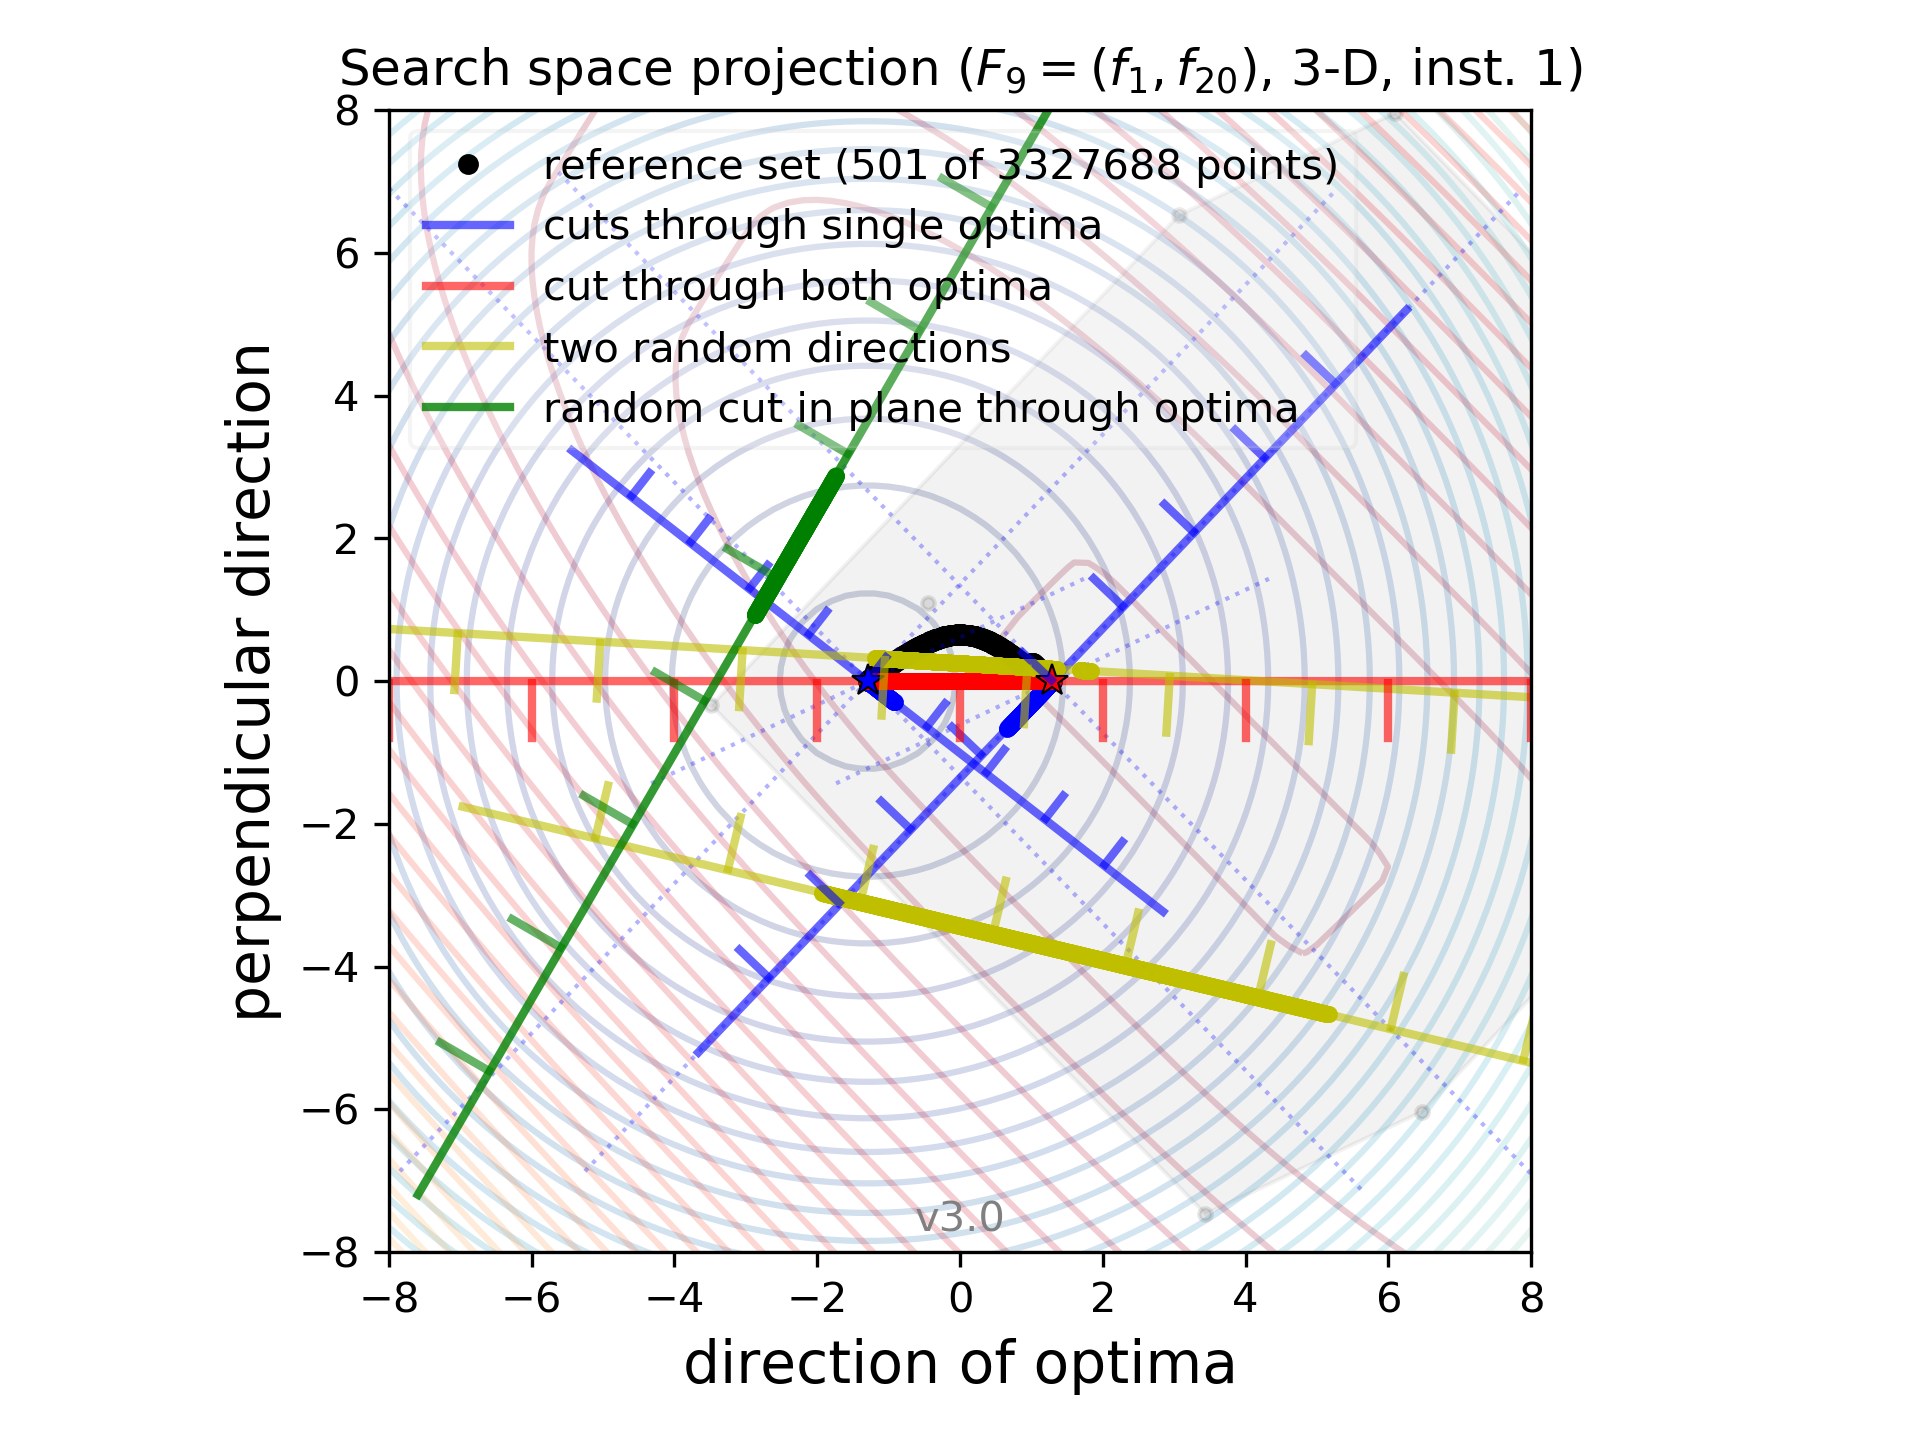 Search space projection (F₉ = (f₁, f₂₀), 3-D, inst. 1)
reference set (501 of 3327688 points)
cuts through single optima
cut through both optima
two random directions
random cut in plane through optima
perpendicular direction
8
6
4
2
0
−2
−4
−6
−8
v3.0
−8 −6 −4 −2 0 2 4 6 8
direction of optima